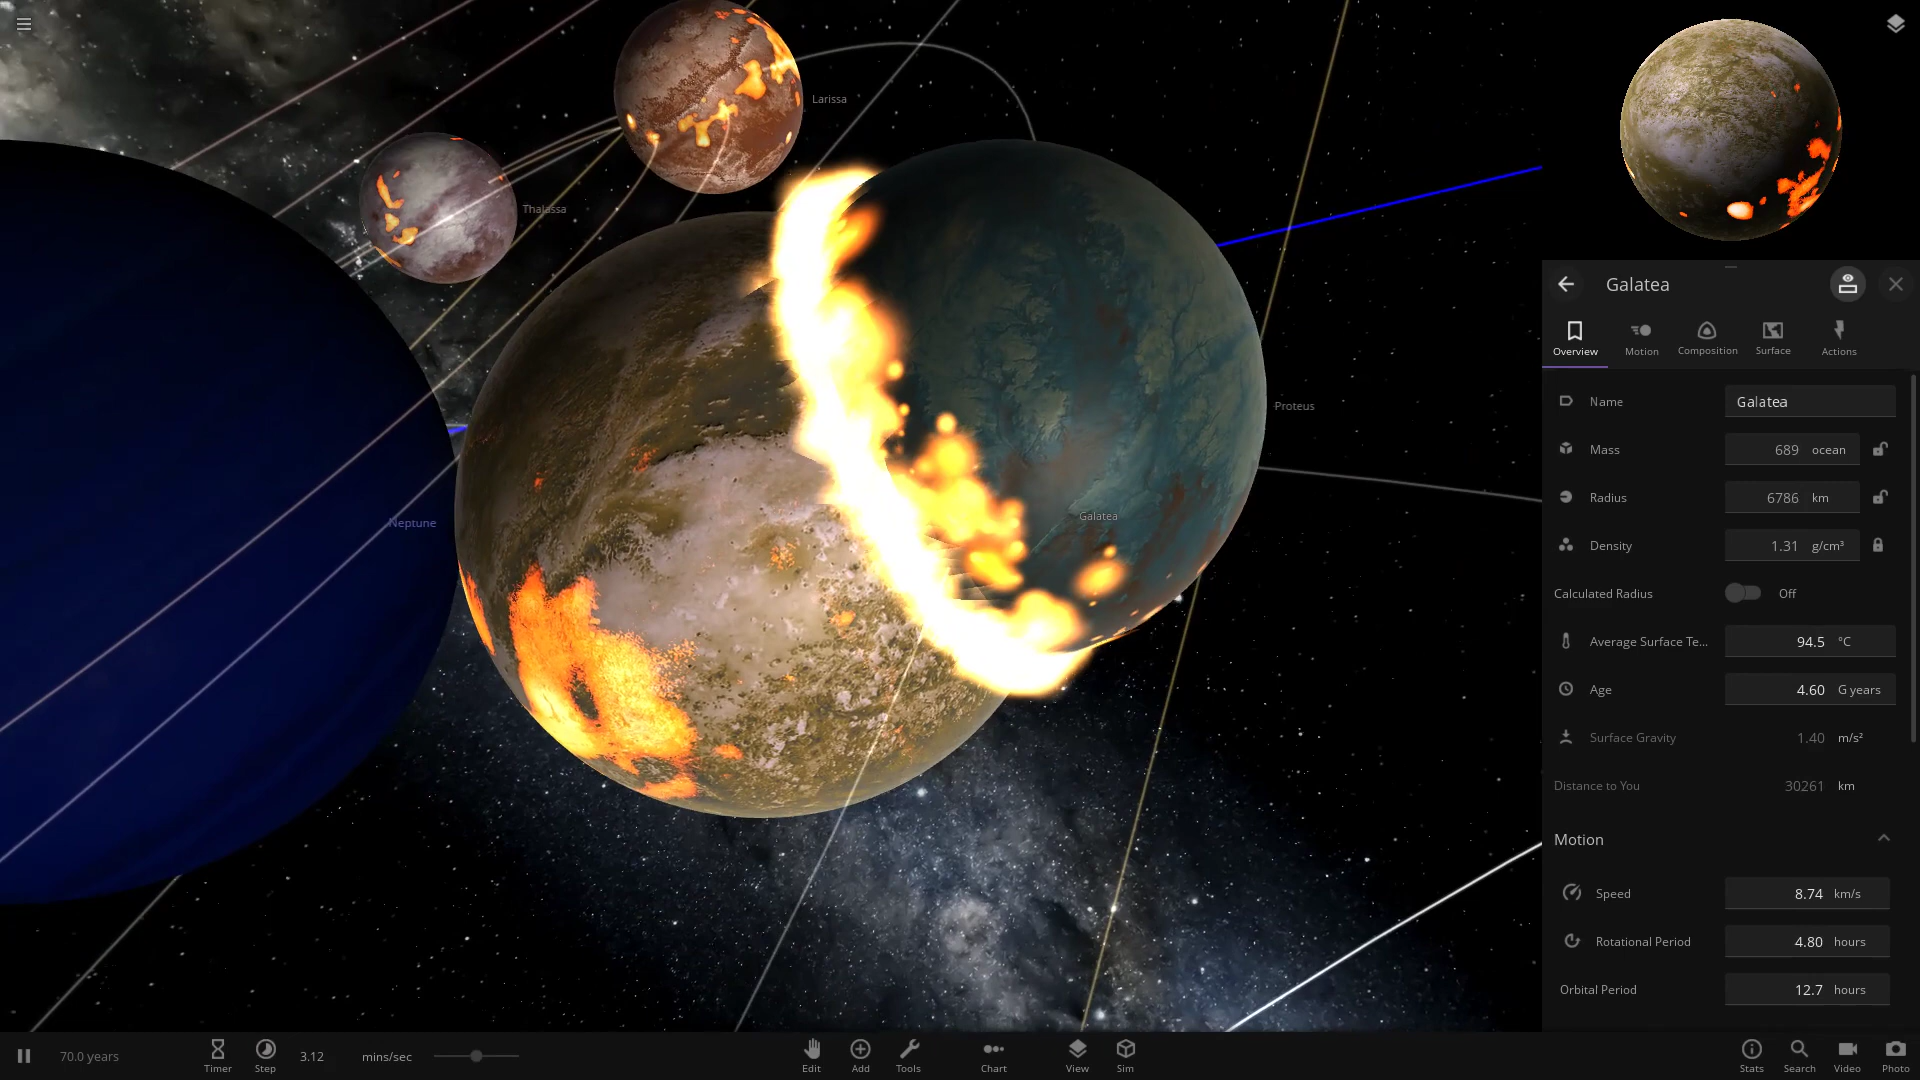 Larissa
Thalassa
Proteus
Galatea
Neptune
Galatea
Overview
Motion
Composition
Surface
Actions
Name Galatea
Mass 689 ocean
Radius 6786 km
Density 1.31 g/cm³
Calculated Radius Off
Average Surface Te... 94.5 °C
Age 4.60 G years
Surface Gravity 1.40 m/s²
Distance to You 30261 km
Motion
Speed 8.74 km/s
Rotational Period 4.80 hours
Orbital Period 12.7 hours
70.0 years
Timer
Step
3.12 mins/sec
Edit
Add
Tools
Chart
View
Sim
Stats
Search
Video
Photo